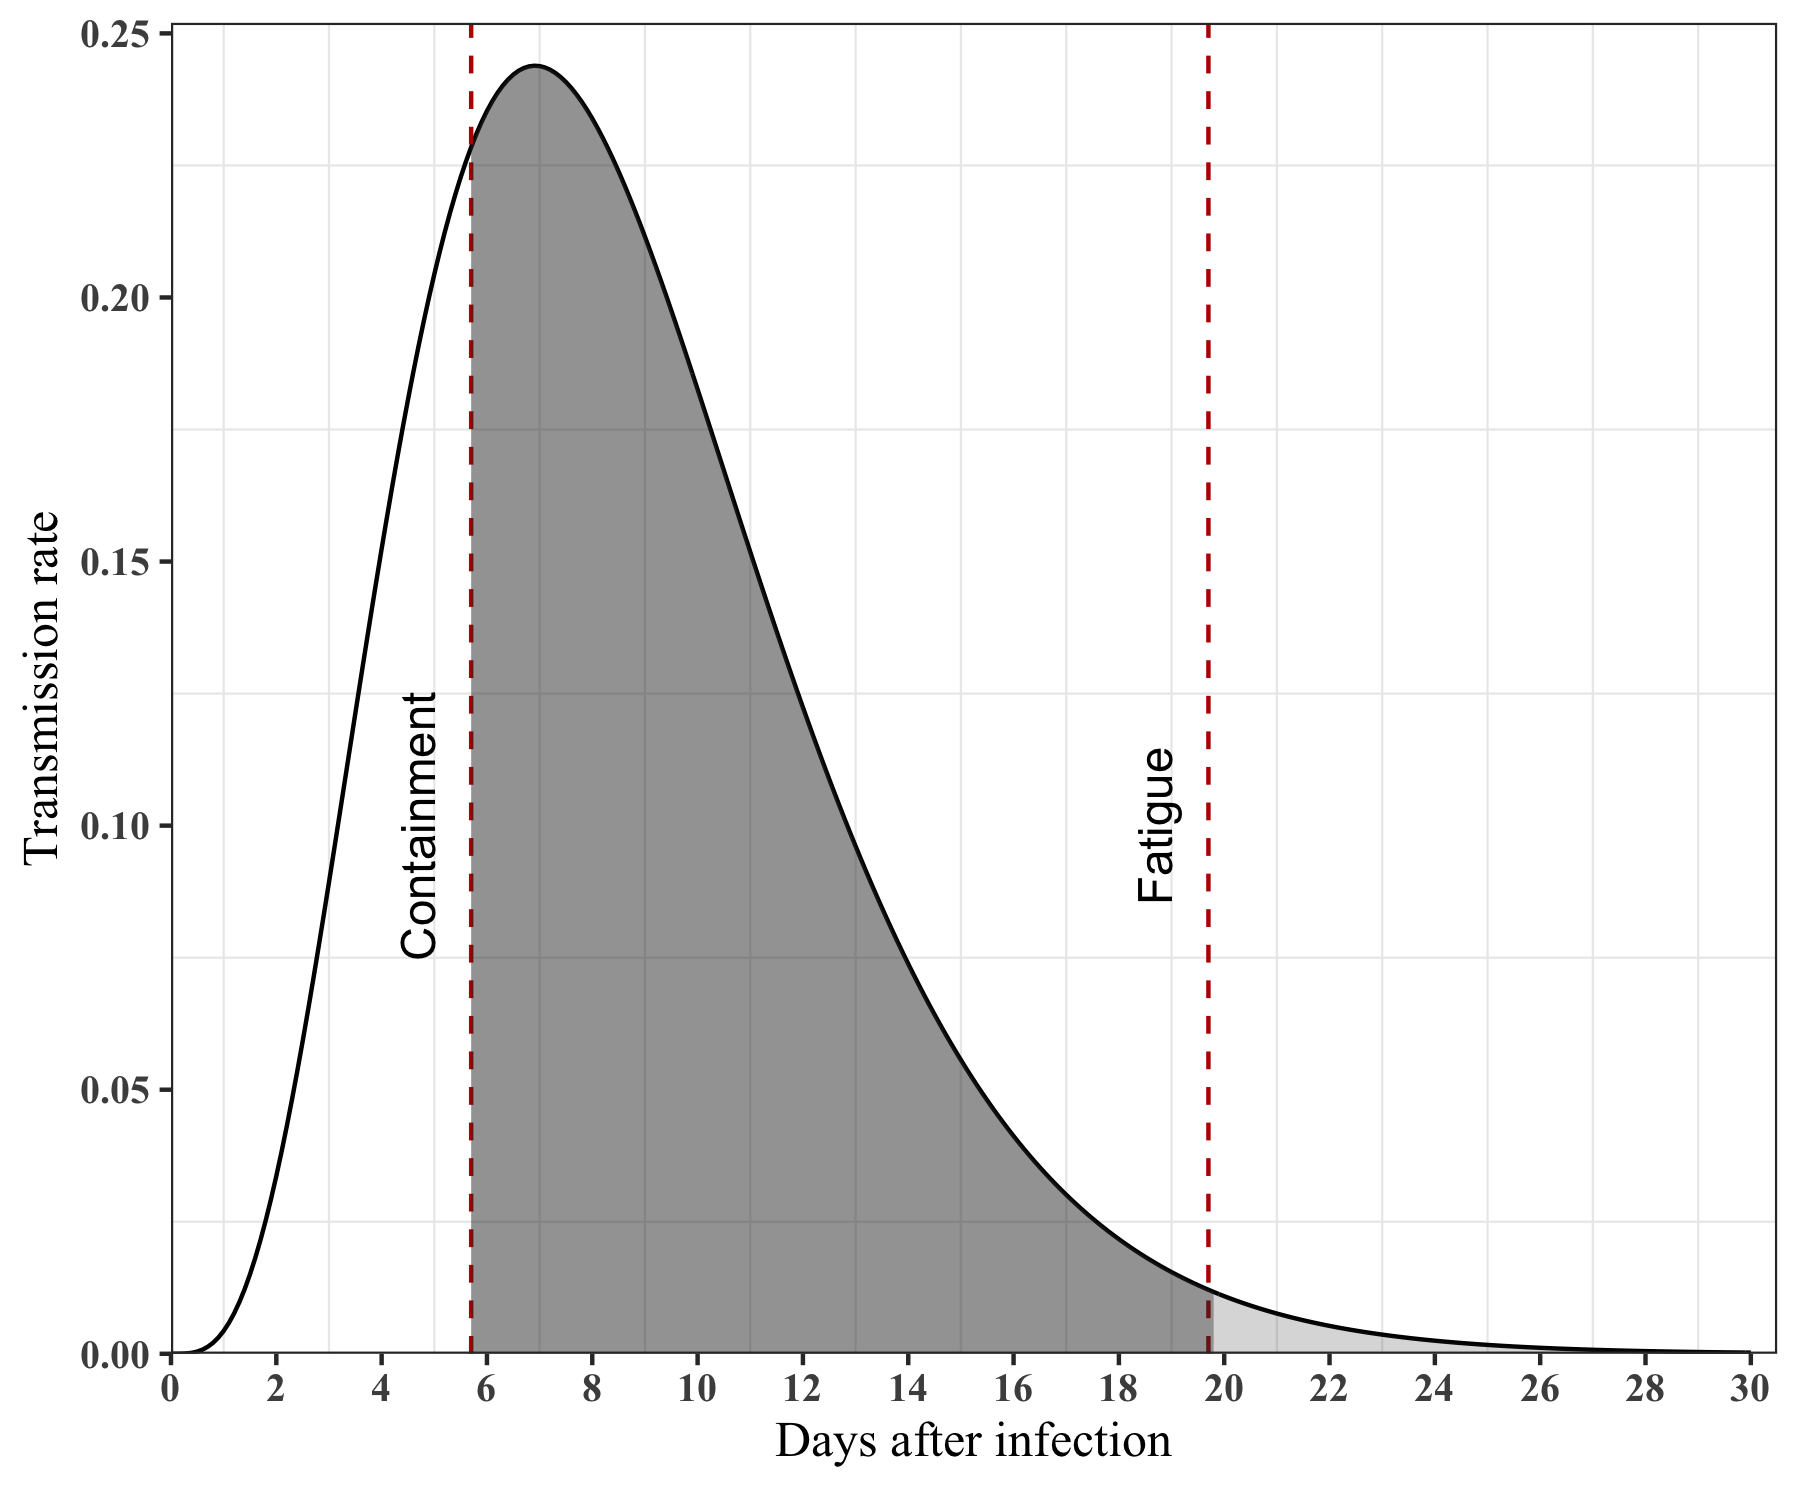 0.25
0.20
0.15
0.10
0.05
0.00
Transmission rate
Containment
Fatigue
0 2 4 6 8 10 12 14 16 18 20 22 24 26 28 30
Days after infection